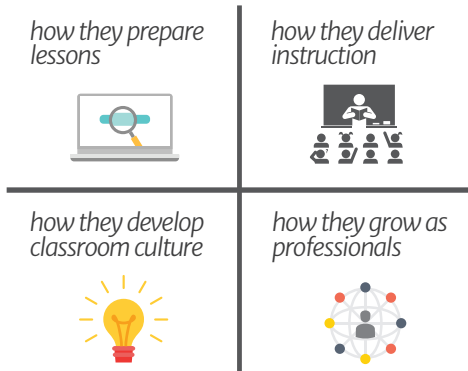 how they prepare
lessons
how they deliver
instruction
how they develop
classroom culture
how they grow as
professionals